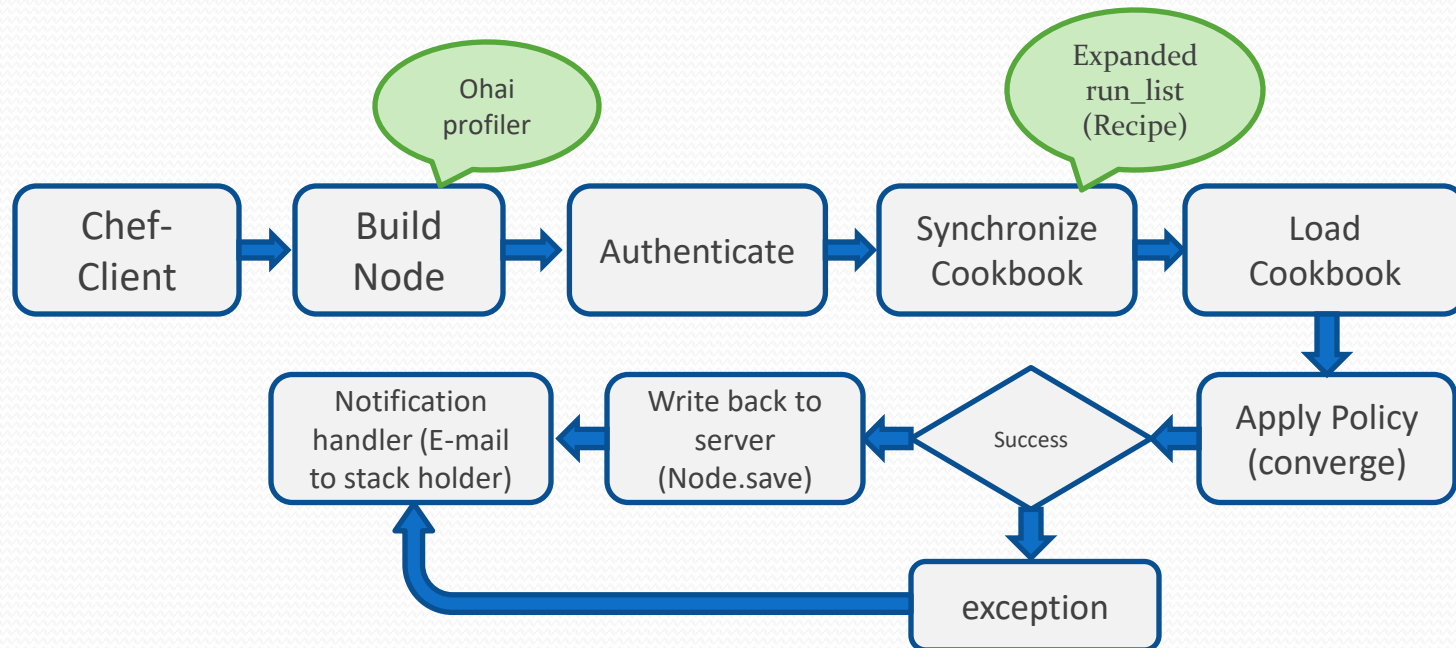 Ohai
profiler
Expanded
run_list
(Recipe)
Chef-
Client
Build
Node
Authenticate
Synchronize
Cookbook
Load
Cookbook
Apply Policy
(converge)
Success
Write back to
server
(Node.save)
Notification
handler (E-mail
to stack holder)
exception